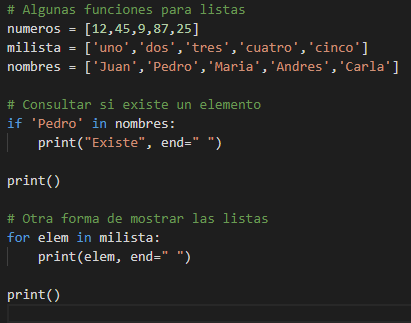 # Algunas funciones para listas
numeros = [12,45,9,87,25]
milista = ['uno','dos','tres','cuatro','cinco']
nombres = ['Juan','Pedro','Maria','Andres','Carla']
# Consultar si existe un elemento
if 'Pedro' in nombres:
    print("Existe", end=" ")
print()
# Otra forma de mostrar las listas
for elem in milista:
    print(elem, end=" ")
print()